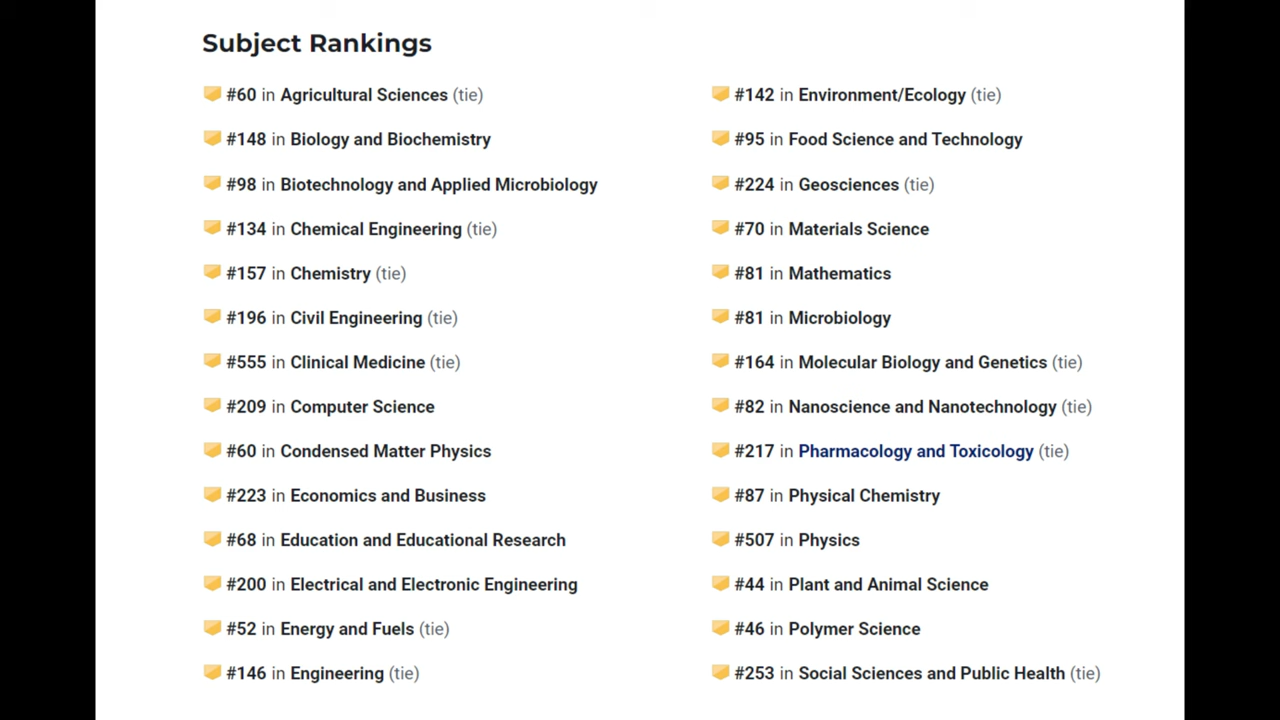 Subject Rankings
#60 in Agricultural Sciences (tie)
#148 in Biology and Biochemistry
#98 in Biotechnology and Applied Microbiology
#134 in Chemical Engineering (tie)
#157 in Chemistry (tie)
#196 in Civil Engineering (tie)
#555 in Clinical Medicine (tie)
#209 in Computer Science
#60 in Condensed Matter Physics
#223 in Economics and Business
#68 in Education and Educational Research
#200 in Electrical and Electronic Engineering
#52 in Energy and Fuels (tie)
#146 in Engineering (tie)
#142 in Environment/Ecology (tie)
#95 in Food Science and Technology
#224 in Geosciences (tie)
#70 in Materials Science
#81 in Mathematics
#81 in Microbiology
#164 in Molecular Biology and Genetics (tie)
#82 in Nanoscience and Nanotechnology (tie)
#217 in Pharmacology and Toxicology (tie)
#87 in Physical Chemistry
#507 in Physics
#44 in Plant and Animal Science
#46 in Polymer Science
#253 in Social Sciences and Public Health (tie)